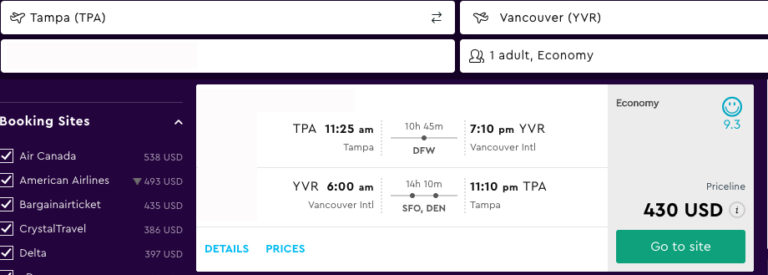 Tampa (TPA)
Vancouver (YVR)
1 adult, Economy
Booking Sites
Air Canada 538 USD
American Airlines ▼ 493 USD
Bargainairticket 435 USD
CrystalTravel 386 USD
Delta 397 USD
TPA 11:25 am 10h 45m 7:10 pm YVR
Tampa DFW Vancouver Intl
YVR 6:00 am 14h 10m 11:10 pm TPA
Vancouver Intl SFO, DEN Tampa
DETAILS PRICES
Economy
9.3
Priceline
430 USD i
Go to site